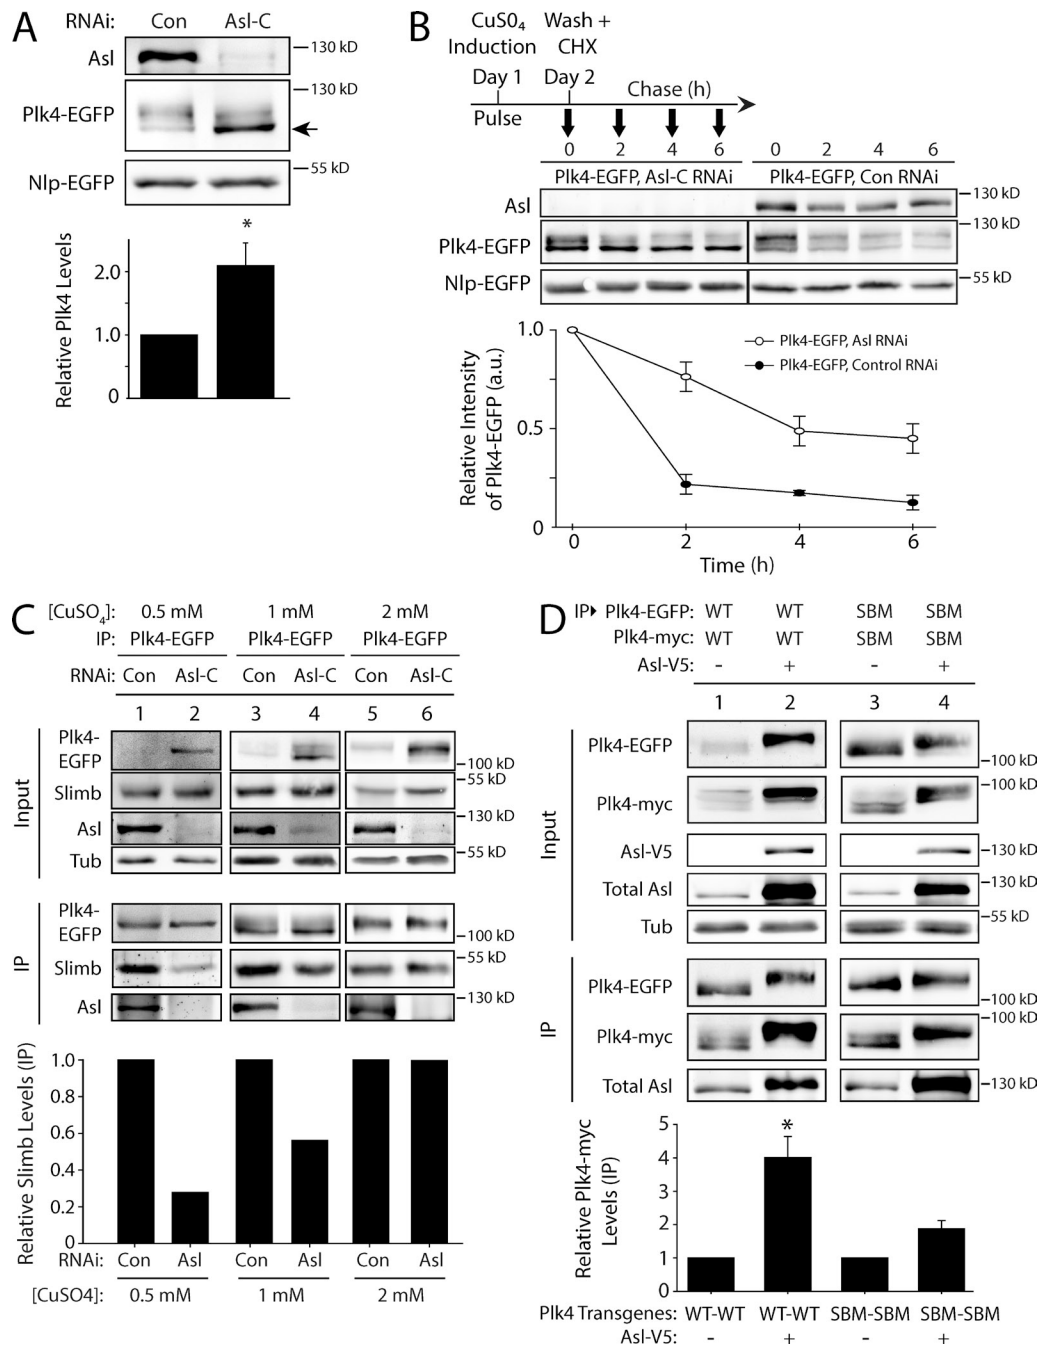 A
RNAi: Con Asl-C
Asl
130 kD
130 kD
Plk4-EGFP
55 kD
Nlp-EGFP
*
Relative Plk4 Levels
2.0
1.0
0
B
CuS0₄ Wash +
Induction CHX
Day 1 Day 2
Chase (h)
Pulse
0 2 4 6 0 2 4 6
Plk4-EGFP, Asl-C RNAi Plk4-EGFP, Con RNAi
Asl
130 kD
130 kD
Plk4-EGFP
Nlp-EGFP
55 kD
Relative Intensity
of Plk4-EGFP (a.u.)
1.0
0.5
0
Plk4-EGFP, Asl RNAi
Plk4-EGFP, Control RNAi
0 2 4 6
Time (h)
C
[CuSO₄]: 0.5 mM 1 mM 2 mM
IP: Plk4-EGFP Plk4-EGFP Plk4-EGFP
RNAi: Con Asl-C Con Asl-C Con Asl-C
1 2 3 4 5 6
Input
Plk4-
EGFP
100 kD
Slimb
55 kD
Asl
130 kD
Tub
55 kD
IP
Plk4-
EGFP
100 kD
Slimb
55 kD
Asl
130 kD
Relative Slimb Levels (IP)
1.0
0.8
0.6
0.4
0.2
0
RNAi: Con Asl Con Asl Con Asl
[CuSO4]: 0.5 mM 1 mM 2 mM
D
IP Plk4-EGFP: WT WT SBM SBM
Plk4-myc: WT WT SBM SBM
Asl-V5: - + - +
1 2 3 4
Input
Plk4-EGFP
100 kD
Plk4-myc
100 kD
Asl-V5
130 kD
Total Asl
130 kD
Tub
55 kD
IP
Plk4-EGFP
100 kD
Plk4-myc
100 kD
Total Asl
130 kD
Relative Plk4-myc
Levels (IP)
5
4
3
2
1
0
*
Plk4 Transgenes: WT-WT WT-WT SBM-SBM SBM-SBM
Asl-V5: - + - +